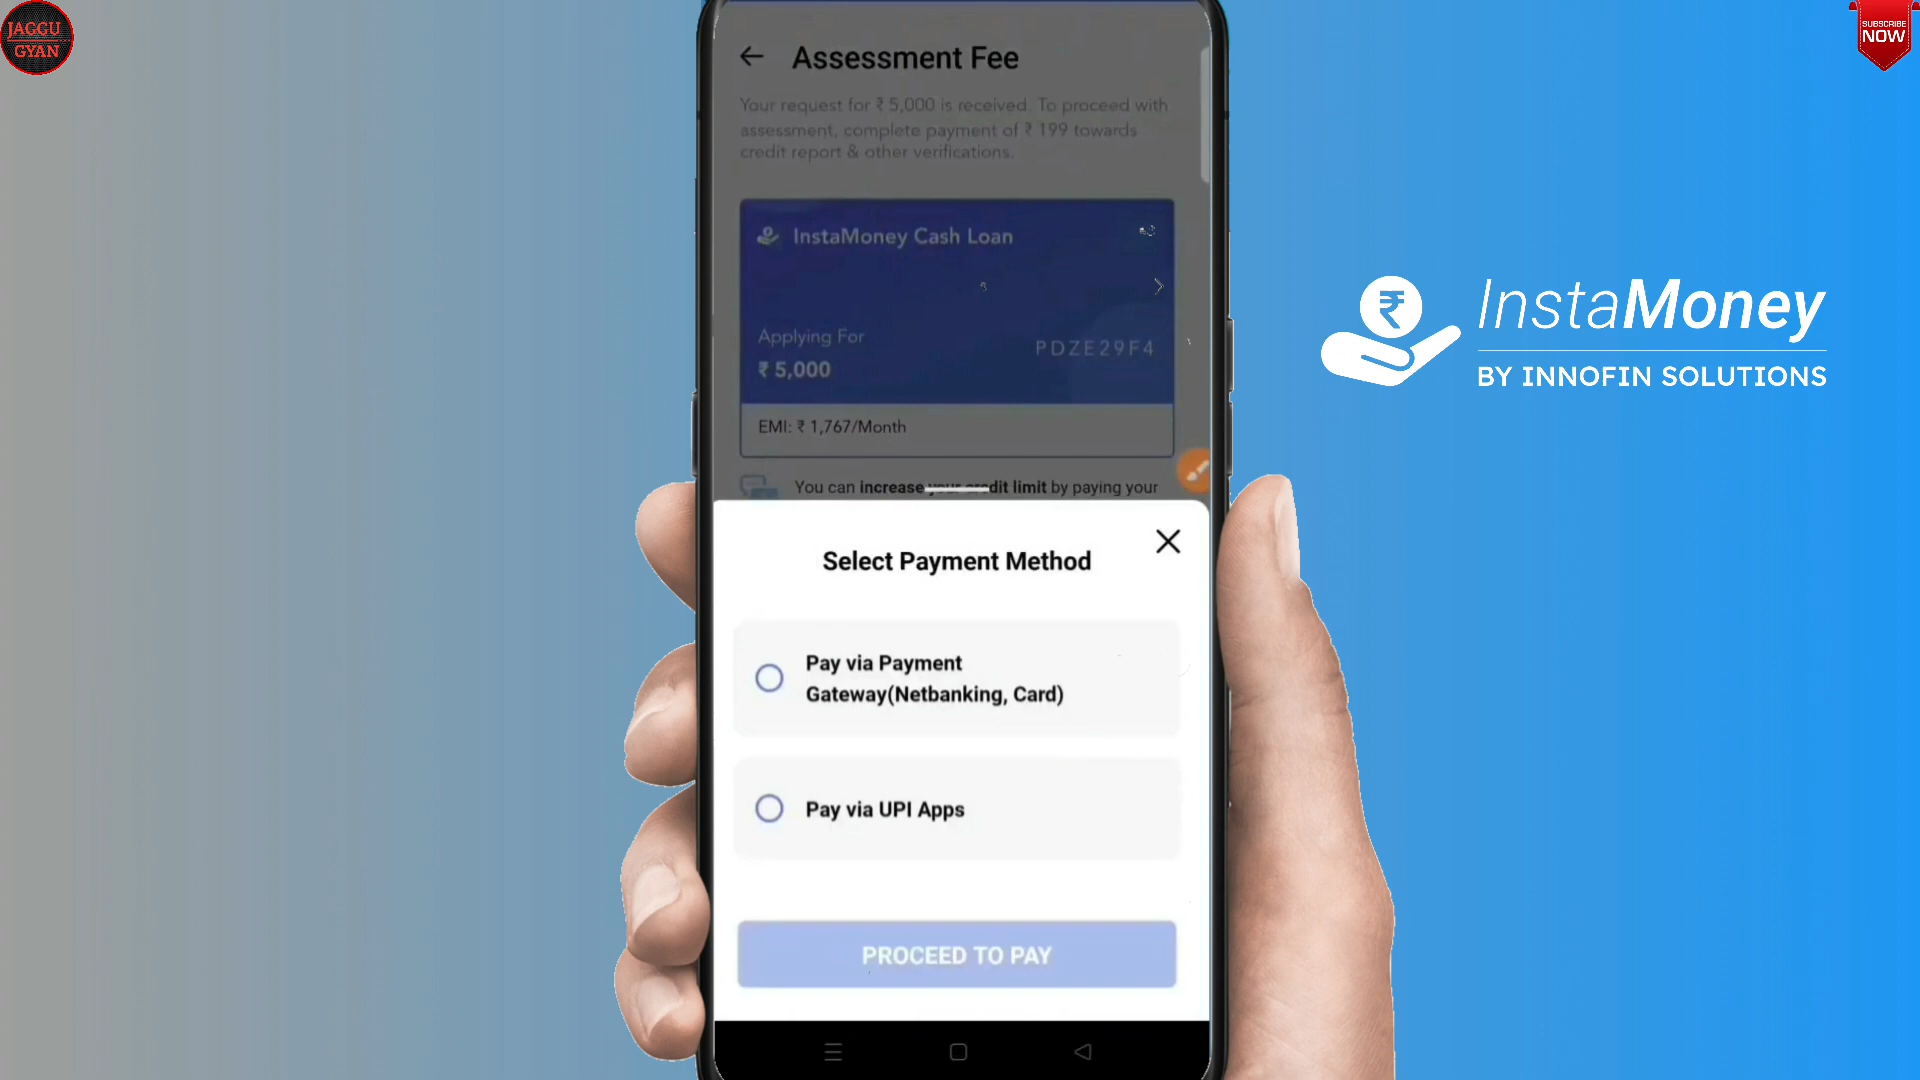 JAGGU
GYAN
SUBSCRIBE
NOW
Assessment Fee
Your request for ₹ 5,000 is received. To proceed with
assessment, complete payment of ₹ 199 towards
credit report & other verifications.
InstaMoney Cash Loan
Applying For
PDZE29F4
₹ 5,000
EMI: ₹ 1,767/Month
You can increase your credit limit by paying your
Select Payment Method
Pay via Payment
Gateway(Netbanking, Card)
Pay via UPI Apps
PROCEED TO PAY
InstaMoney
BY INNOFIN SOLUTIONS